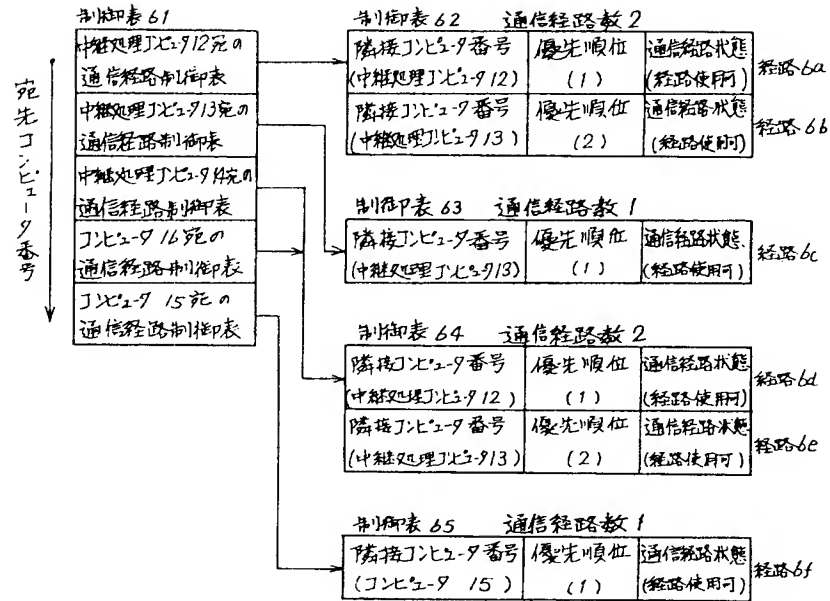 制御表 61
中継処理コンピュータ12宛の
通信経路制御表
中継処理コンピュータ13宛の
通信経路制御表
中継処理コンピュータ14宛の
通信経路制御表
コンピュータ 16 宛の
通信経路制御表
コンピュータ 15 宛の
通信経路制御表
宛先コンピュータ番号
制御表 62 通信経路数 2
隣接コンピュータ番号 優先順位 通信経路状態
(中継処理コンピュータ12) (1) (経路使用可) 経路6a
隣接コンピュータ番号 優先順位 通信経路状態
(中継処理コンピュータ13) (2) (経路使用可) 経路6b
制御表 63 通信経路数 1
隣接コンピュータ番号 優先順位 通信経路状態
(中継処理コンピュータ13) (1) (経路使用可) 経路6c
制御表 64 通信経路数 2
隣接コンピュータ番号 優先順位 通信経路状態
(中継処理コンピュータ12) (1) (経路使用可) 経路6d
隣接コンピュータ番号 優先順位 通信経路状態
(中継処理コンピュータ13) (2) (経路使用可) 経路6e
制御表 65 通信経路数 1
隣接コンピュータ番号 優先順位 通信経路状態
(コンピュータ 15) (1) (経路使用可) 経路6f